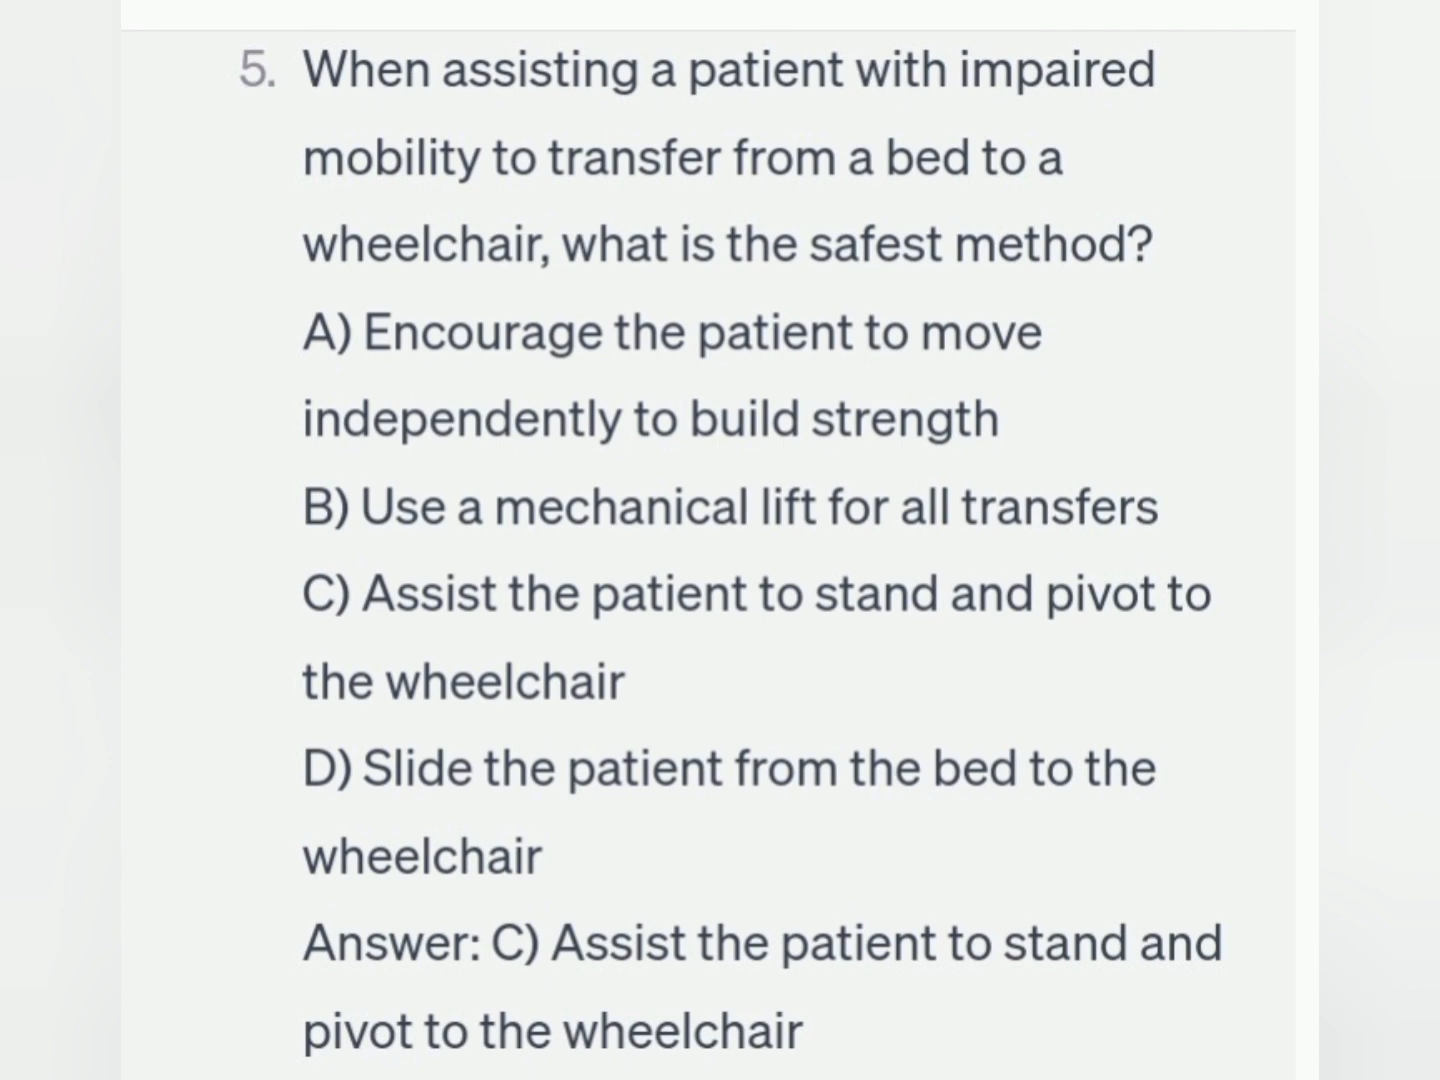 5. When assisting a patient with impaired
mobility to transfer from a bed to a
wheelchair, what is the safest method?
A) Encourage the patient to move
independently to build strength
B) Use a mechanical lift for all transfers
C) Assist the patient to stand and pivot to
the wheelchair
D) Slide the patient from the bed to the
wheelchair
Answer: C) Assist the patient to stand and
pivot to the wheelchair